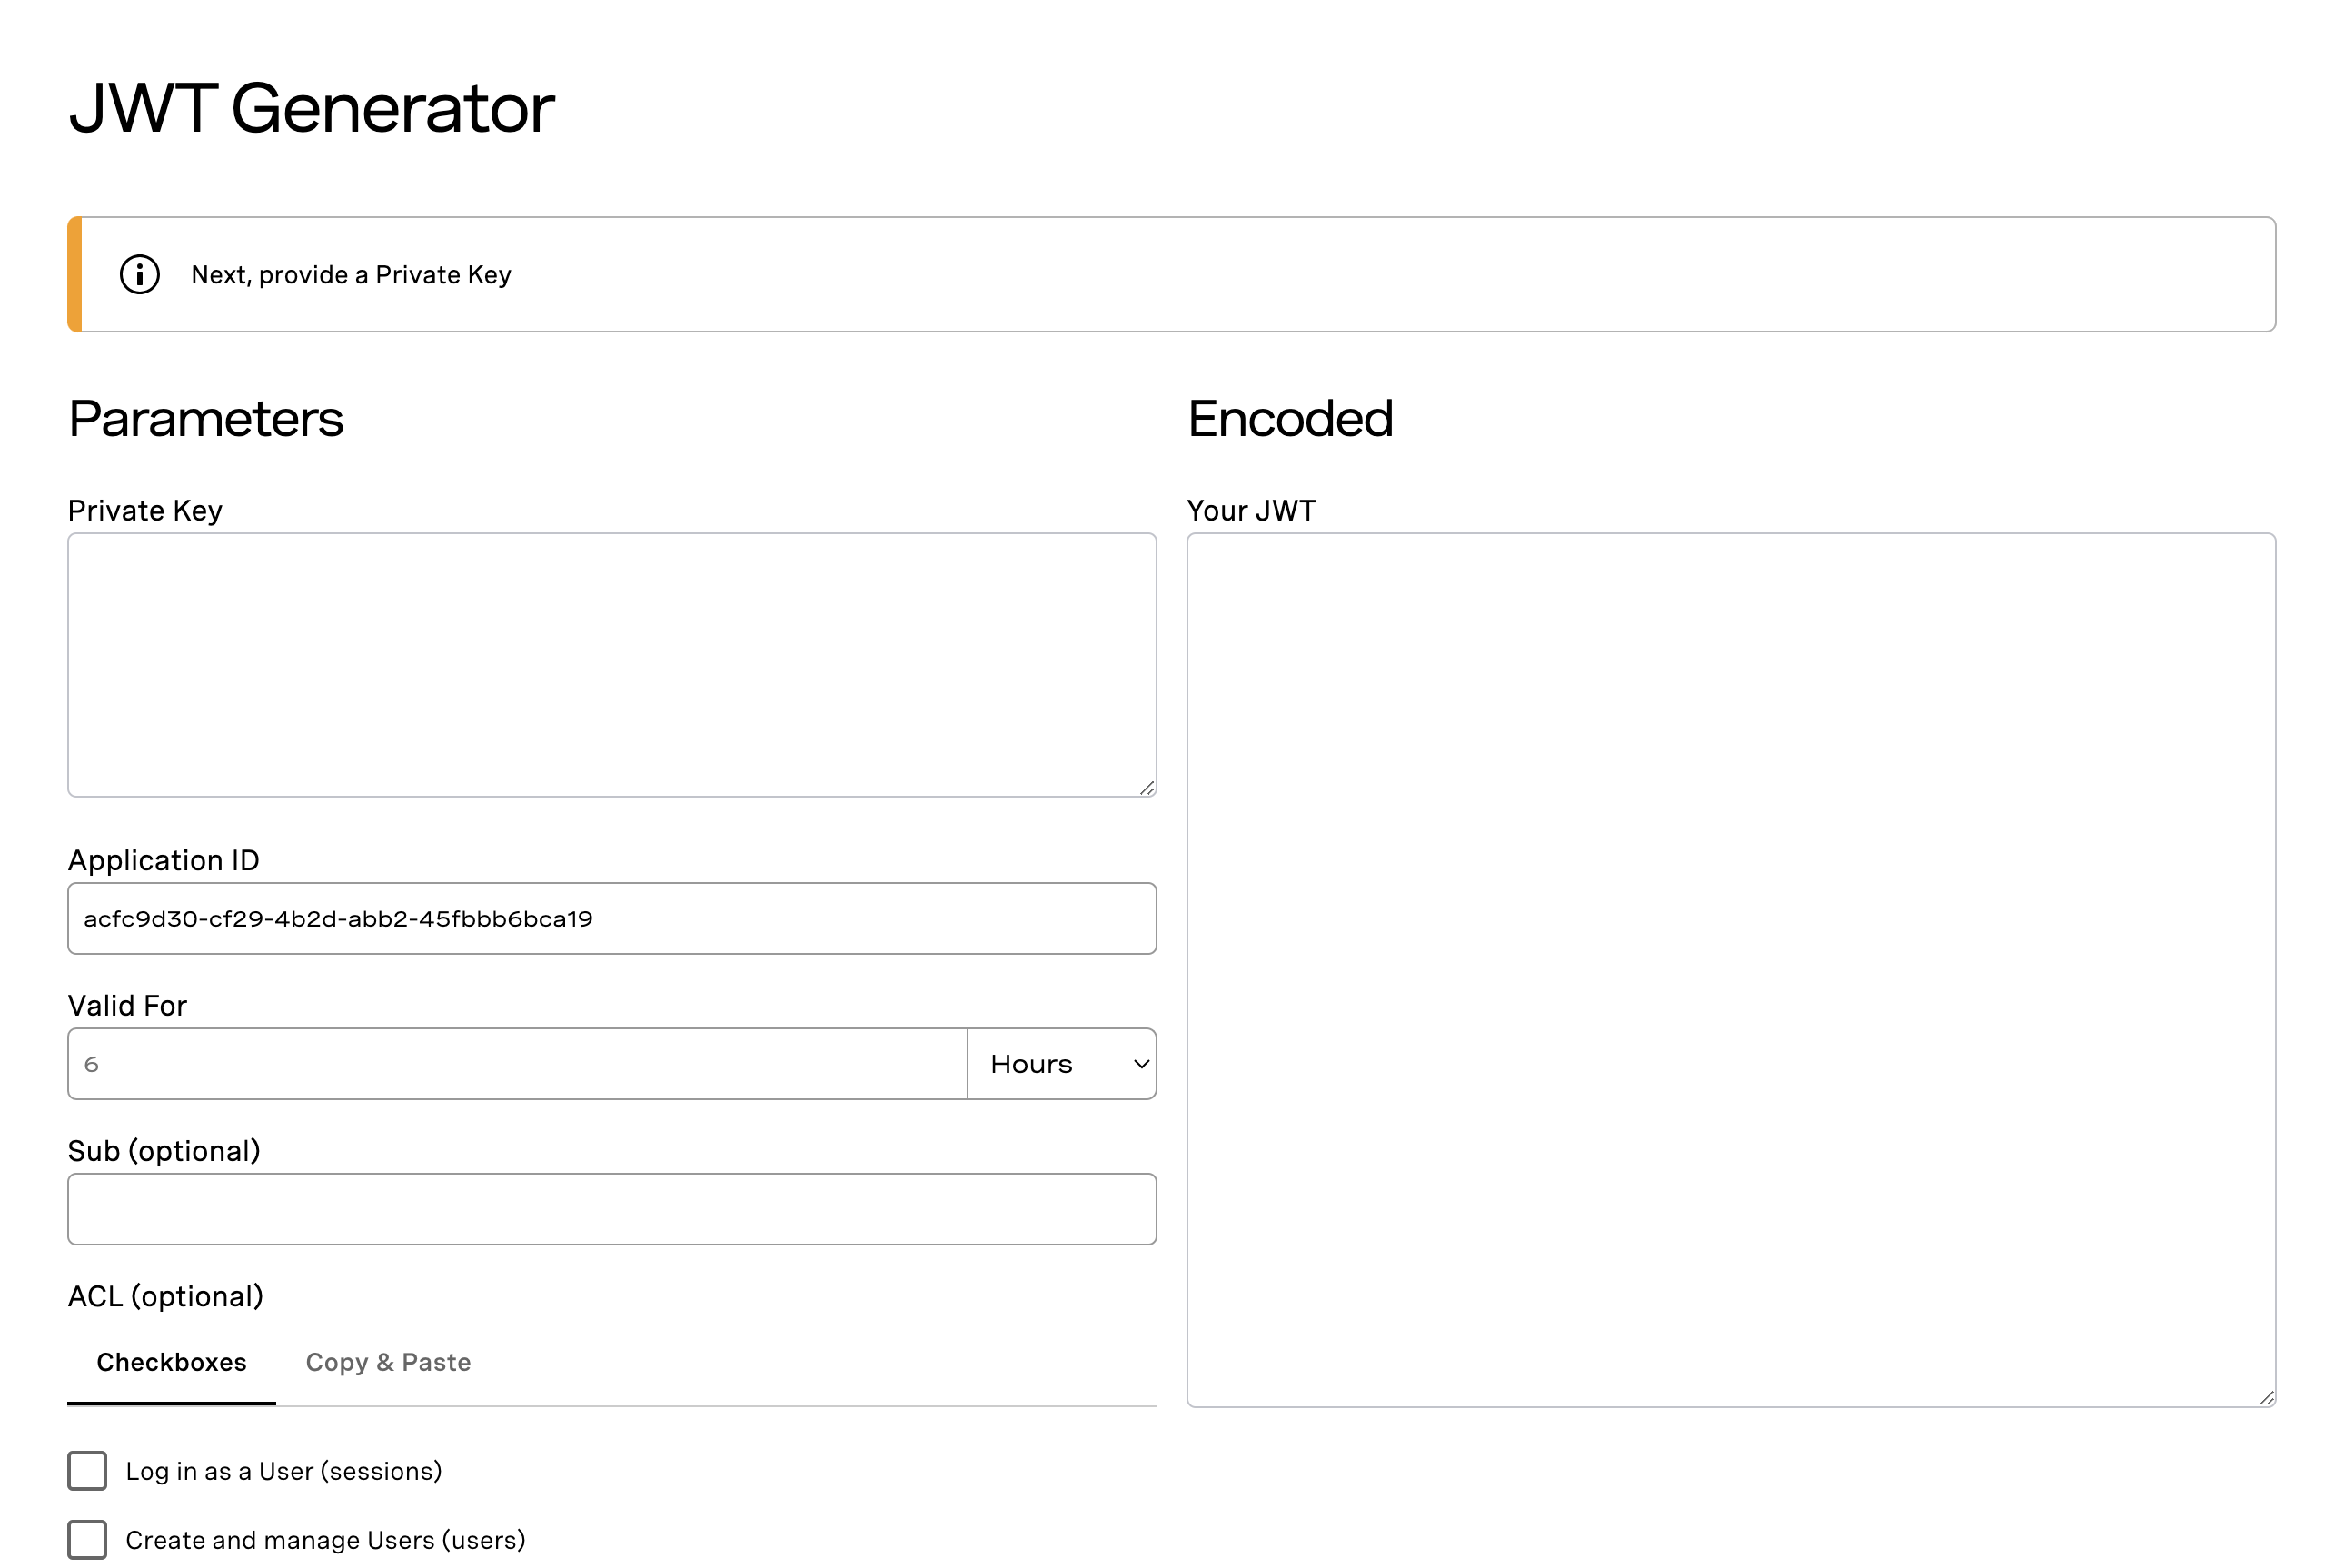 JWT Generator
Next, provide a Private Key
Parameters
Private Key
Application ID
acfc9d30-cf29-4b2d-abb2-45fbbb6bca19
Valid For
6
Hours
Sub (optional)
ACL (optional)
Checkboxes
Copy & Paste
Log in as a User (sessions)
Create and manage Users (users)
Encoded
Your JWT